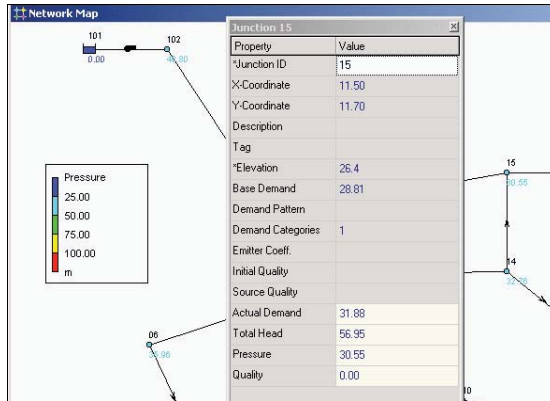 Network Map
101
0.00
102
Junction 15
Property Value
*Junction ID 15
X-Coordinate 11.50
Y-Coordinate 11.70
Description
Tag
*Elevation 26.4
Base Demand 28.81
Demand Pattern
Demand Categories 1
Emitter Coeff.
Initial Quality
Source Quality
Actual Demand 31.88
Total Head 56.95
Pressure 30.55
Quality 0.00
Pressure
25.00
50.00
75.00
100.00
m
15
30.55
14
06